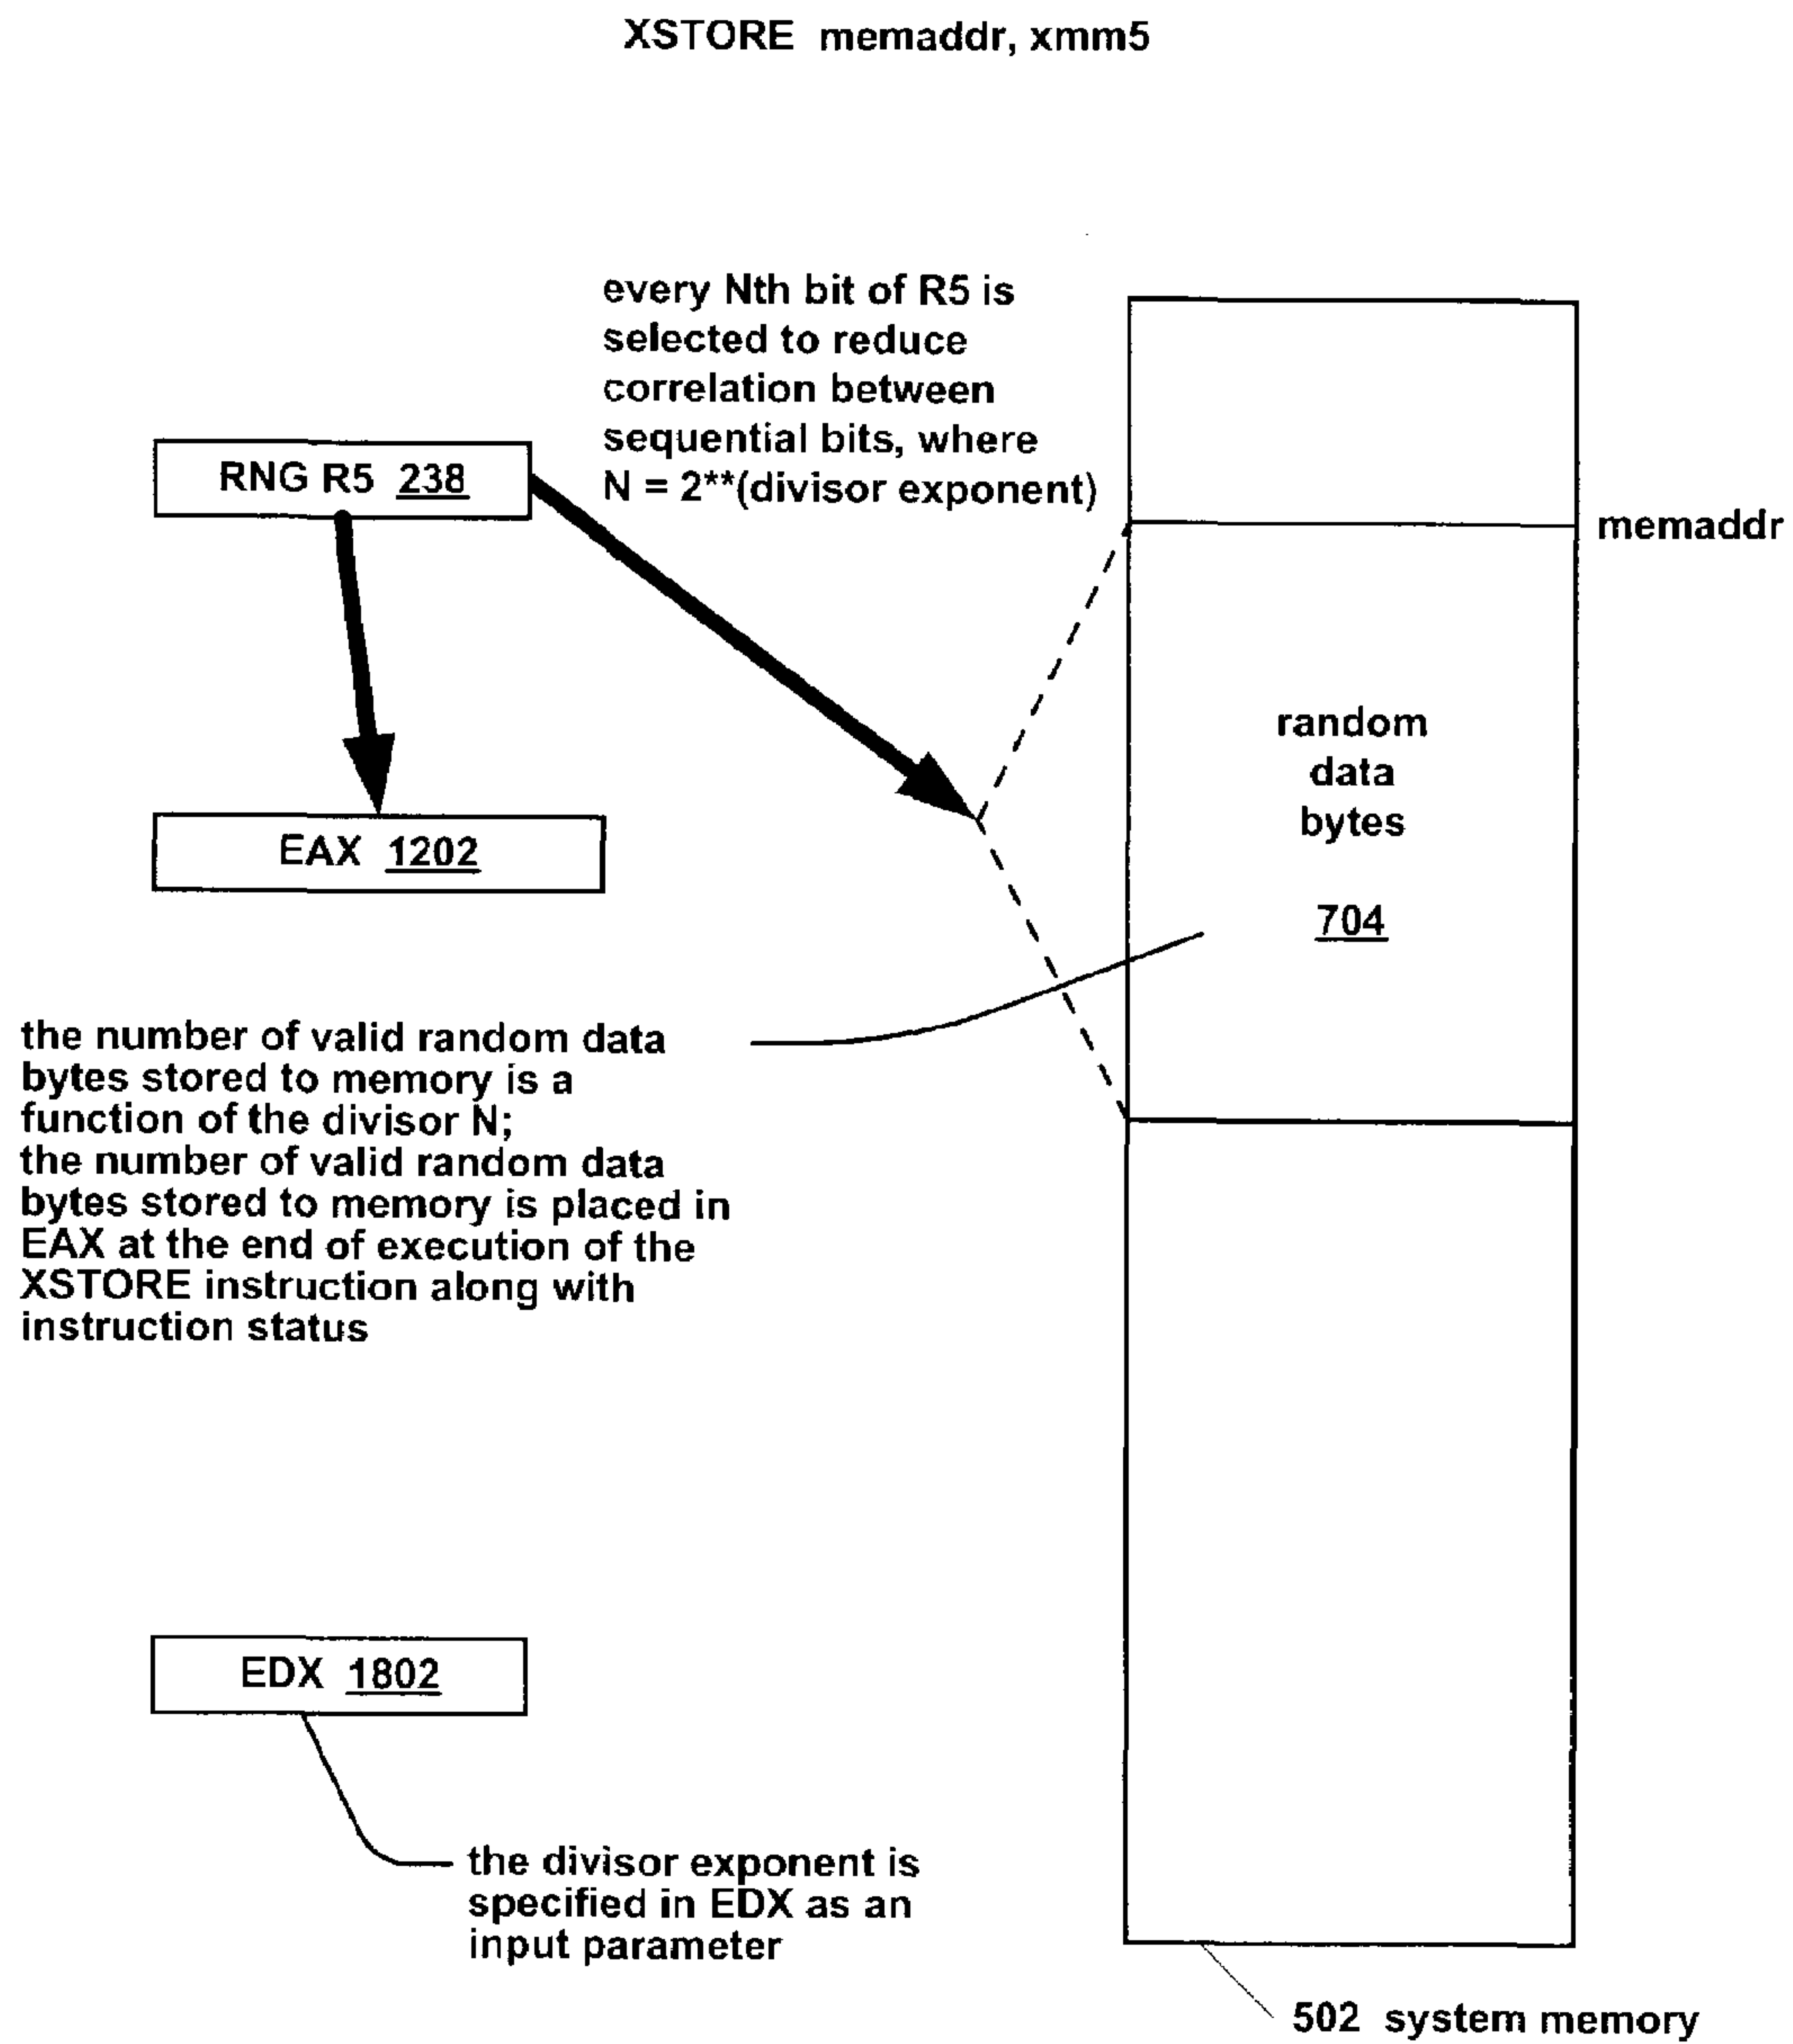 XSTORE memaddr, xmm5
every Nth bit of R5 is
selected to reduce
correlation between
sequential bits, where
N = 2**(divisor exponent)
RNG R5 238
memaddr
random
data
bytes
704
EAX 1202
the number of valid random data
bytes stored to memory is a
function of the divisor N;
the number of valid random data
bytes stored to memory is placed in
EAX at the end of execution of the
XSTORE instruction along with
instruction status
EDX 1802
the divisor exponent is
specified in EDX as an
input parameter
502 system memory